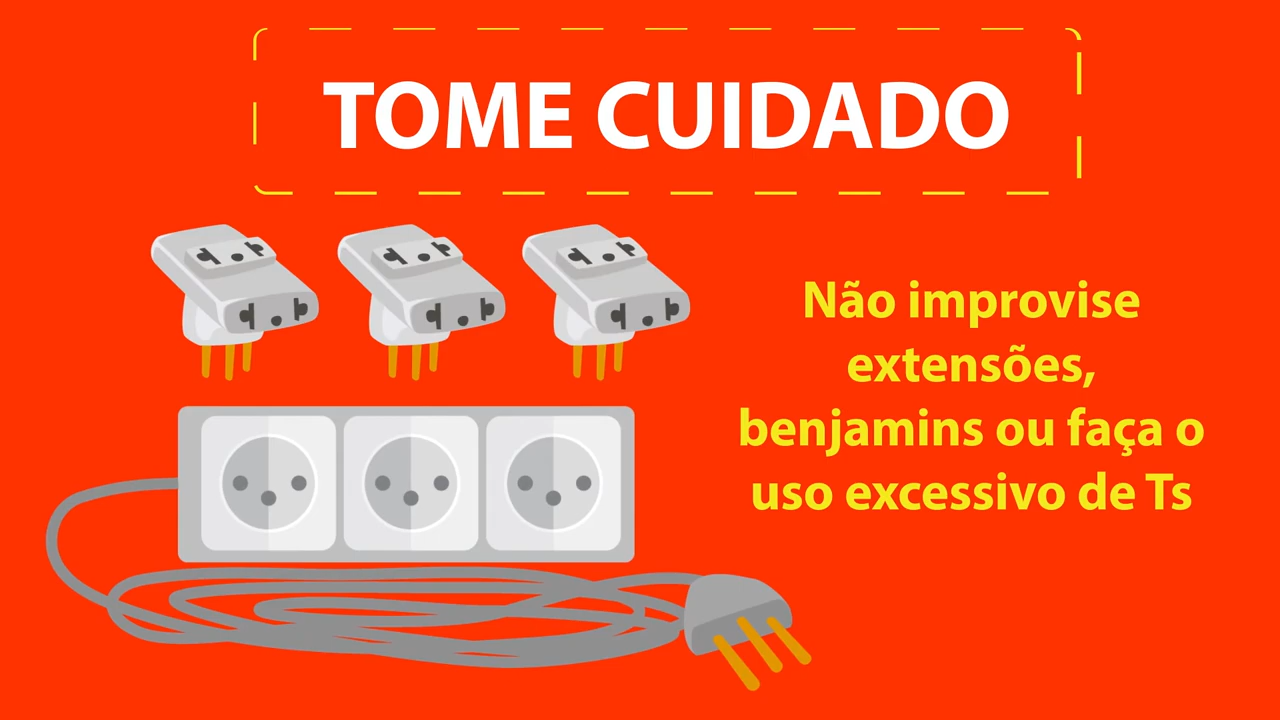 TOME CUIDADO
Não improvise
extensões,
benjamins ou faça o
uso excessivo de Ts